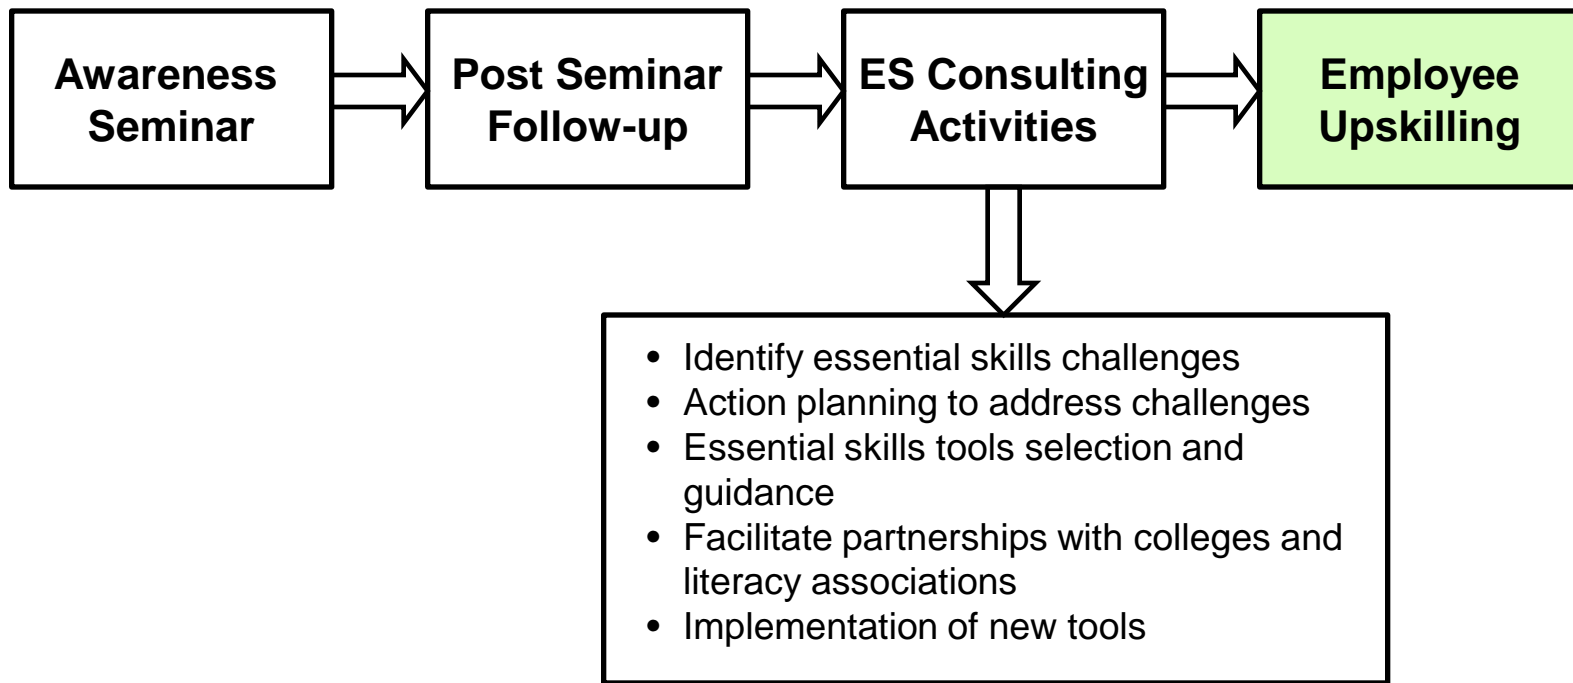 Awareness
Seminar
Post Seminar
Follow-up
ES Consulting
Activities
Employee
Upskilling
• Identify essential skills challenges
• Action planning to address challenges
• Essential skills tools selection and
guidance
• Facilitate partnerships with colleges and
literacy associations
• Implementation of new tools